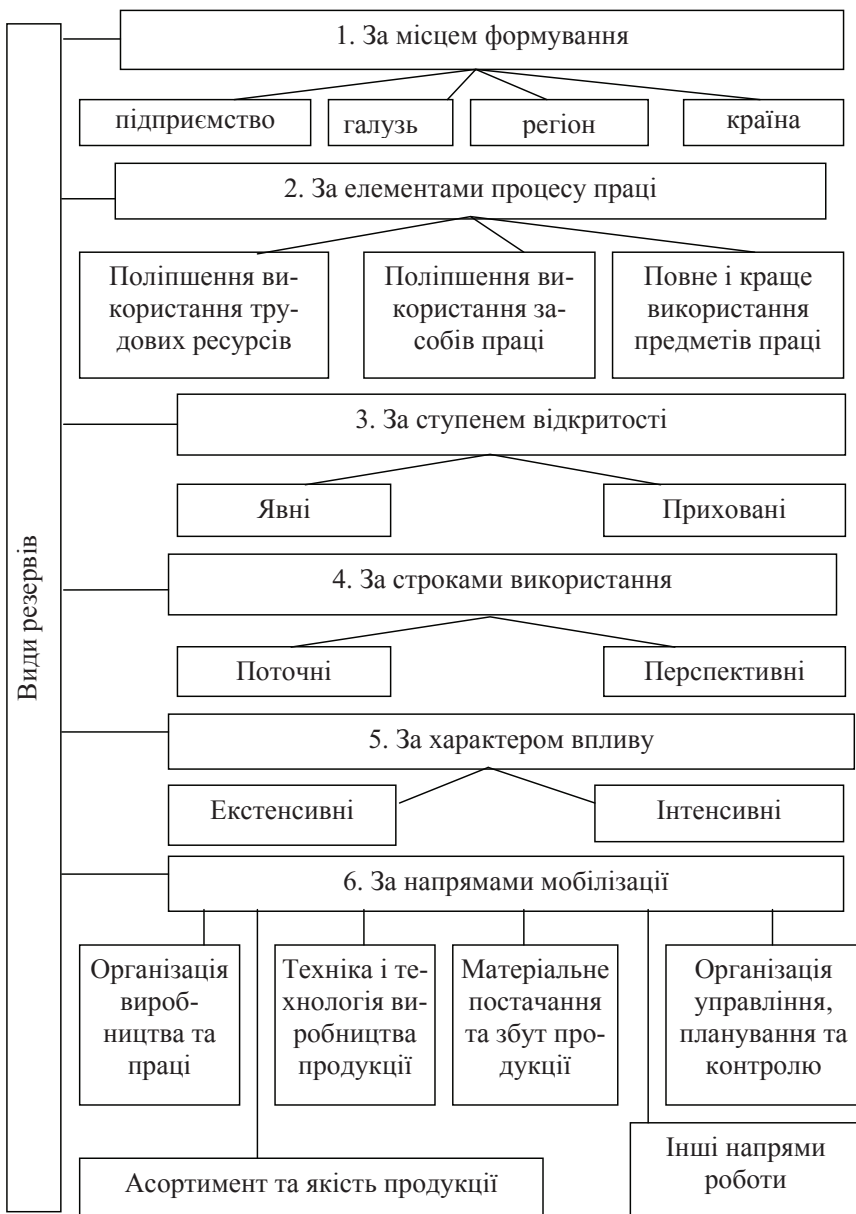 Види резервів
1. За місцем формування
підприємство
галузь
регіон
країна
2. За елементами процесу праці
Поліпшення ви-
користання тру-
дових ресурсів
Поліпшення ви-
користання за-
собів праці
Повне і краще
використання
предметів праці
3. За ступенем відкритості
Явні
Приховані
4. За строками використання
Поточні
Перспективні
5. За характером впливу
Екстенсивні
Інтенсивні
6. За напрямами мобілізації
Організація
вироб-
ництва та
праці
Техніка і те-
хнологія ви-
робництва
продукції
Матеріальне
постачання
та збут про-
дукції
Організація
управління,
планування та
контролю
Асортимент та якість продукції
Інші напрями
роботи